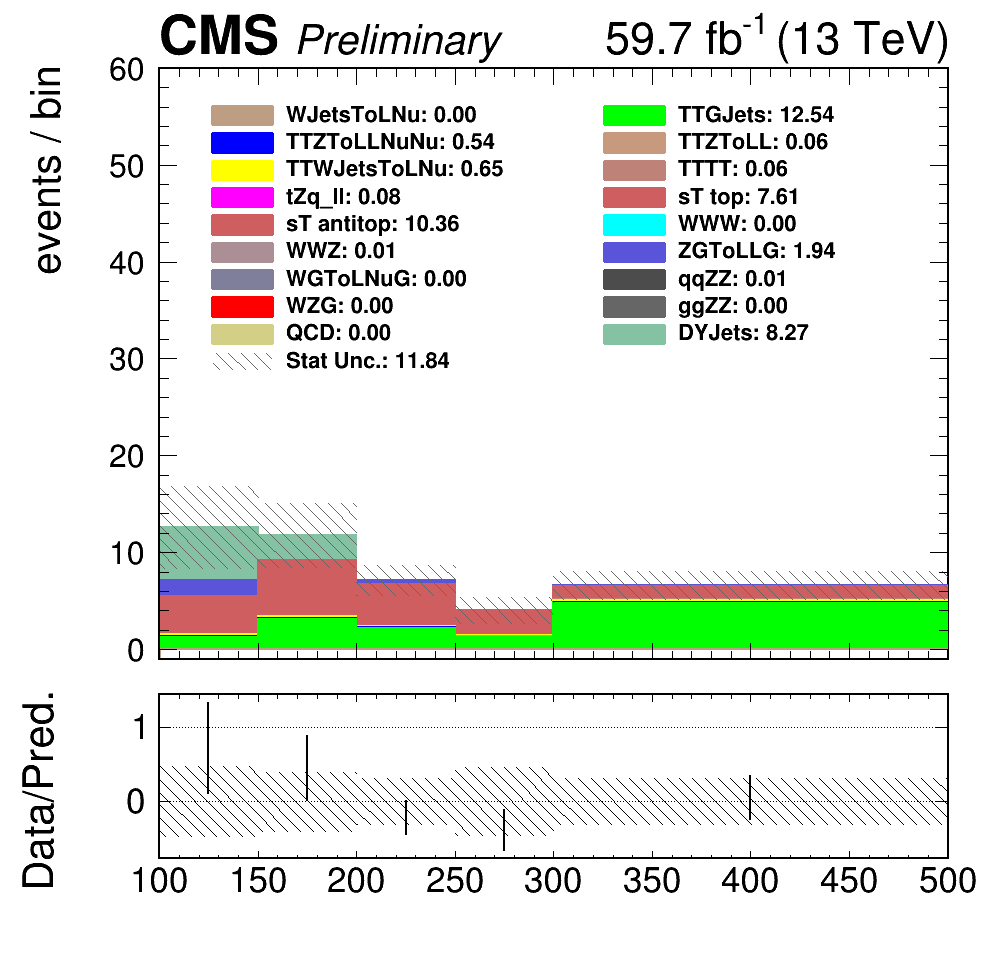 CMS Preliminary 59.7 fb-1 (13 TeV)
events / bin
60
50
40
30
20
10
0
WJetsToLNu: 0.00 TTGJets: 12.54
TTZToLLNuNu: 0.54 TTZToLL: 0.06
TTWJetsToLNu: 0.65 TTTT: 0.06
tZq_ll: 0.08 sT top: 7.61
sT antitop: 10.36 WWW: 0.00
WWZ: 0.01 ZGToLLG: 1.94
WGToLNuG: 0.00 qqZZ: 0.01
WZG: 0.00 ggZZ: 0.00
QCD: 0.00 DYJets: 8.27
Stat Unc.: 11.84
Data/Pred.
1
0
100 150 200 250 300 350 400 450 500